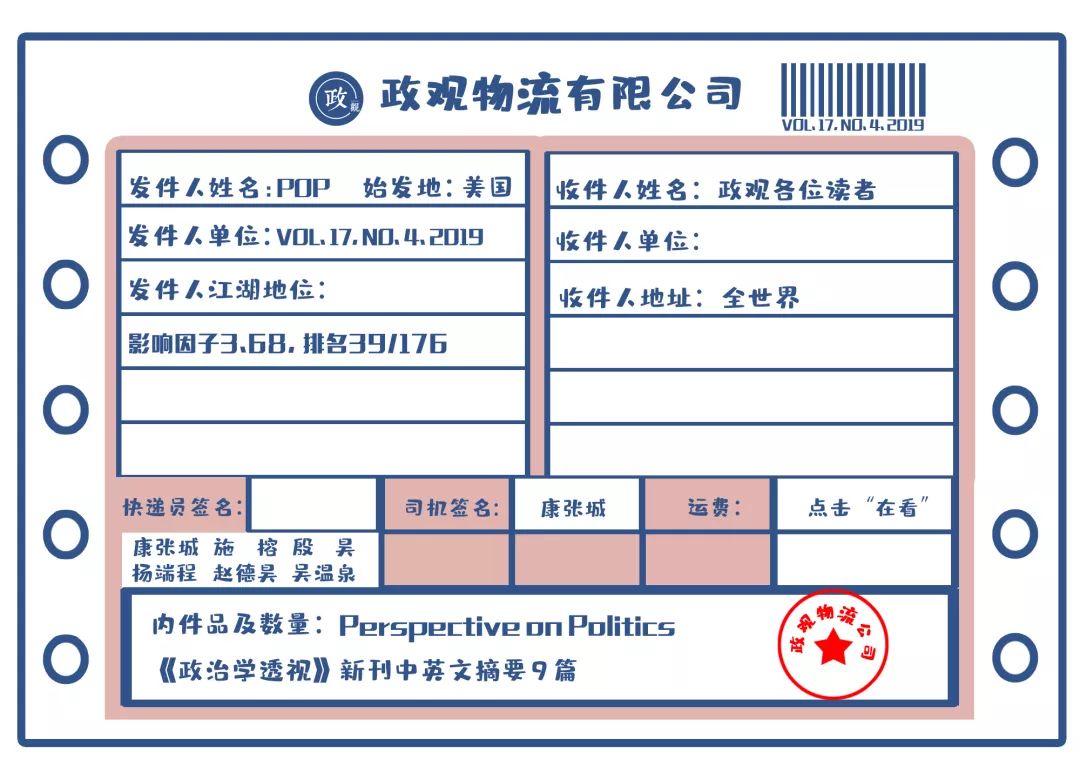 政观 政观物流有限公司
VOL.17,NO.4.2019
发件人姓名:POP 始发地:美国
发件人单位:VOL.17,NO.4.2019
发件人江湖地位:
影响因子3.68,排名39/176
收件人姓名:政观各位读者
收件人单位:
收件人地址:全世界
快递员签名: 司机签名: 康张城 运费: 点击“在看”
康张城 施 榕 殷 昊
杨端程 赵德昊 吴温泉
内件品及数量:Perspective on Politics
《政治学透视》新刊中英文摘要9篇
政观物流公司